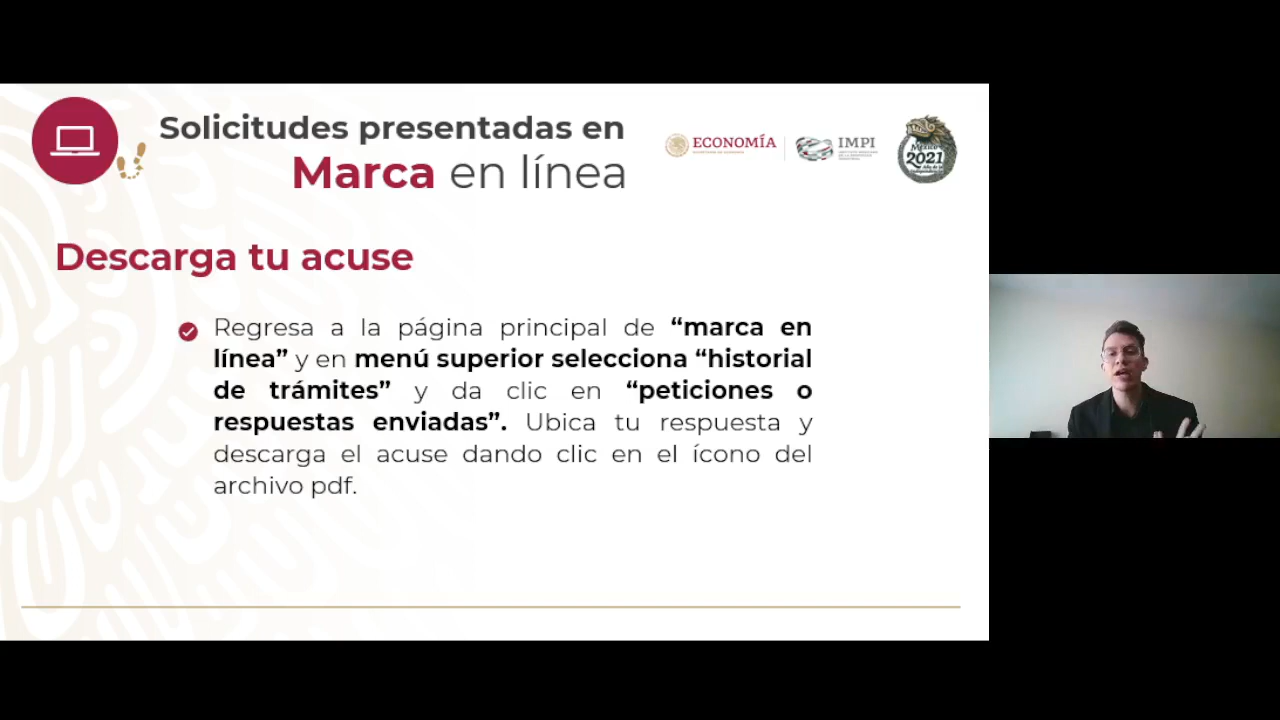 Solicitudes presentadas en
Marca en línea
ECONOMÍA
IMPI
México
2021
Descarga tu acuse
Regresa a la página principal de “marca en
línea” y en menú superior selecciona “historial
de trámites” y da clic en “peticiones o
respuestas enviadas”. Ubica tu respuesta y
descarga el acuse dando clic en el ícono del
archivo pdf.